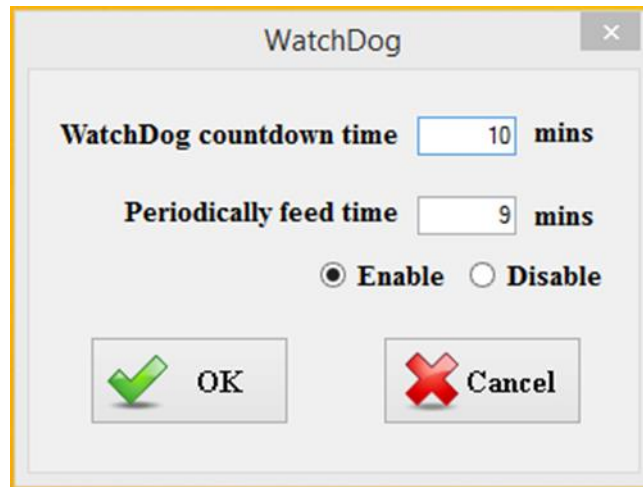 WatchDog
WatchDog countdown time 10 mins
Periodically feed time 9 mins
Enable Disable
OK Cancel